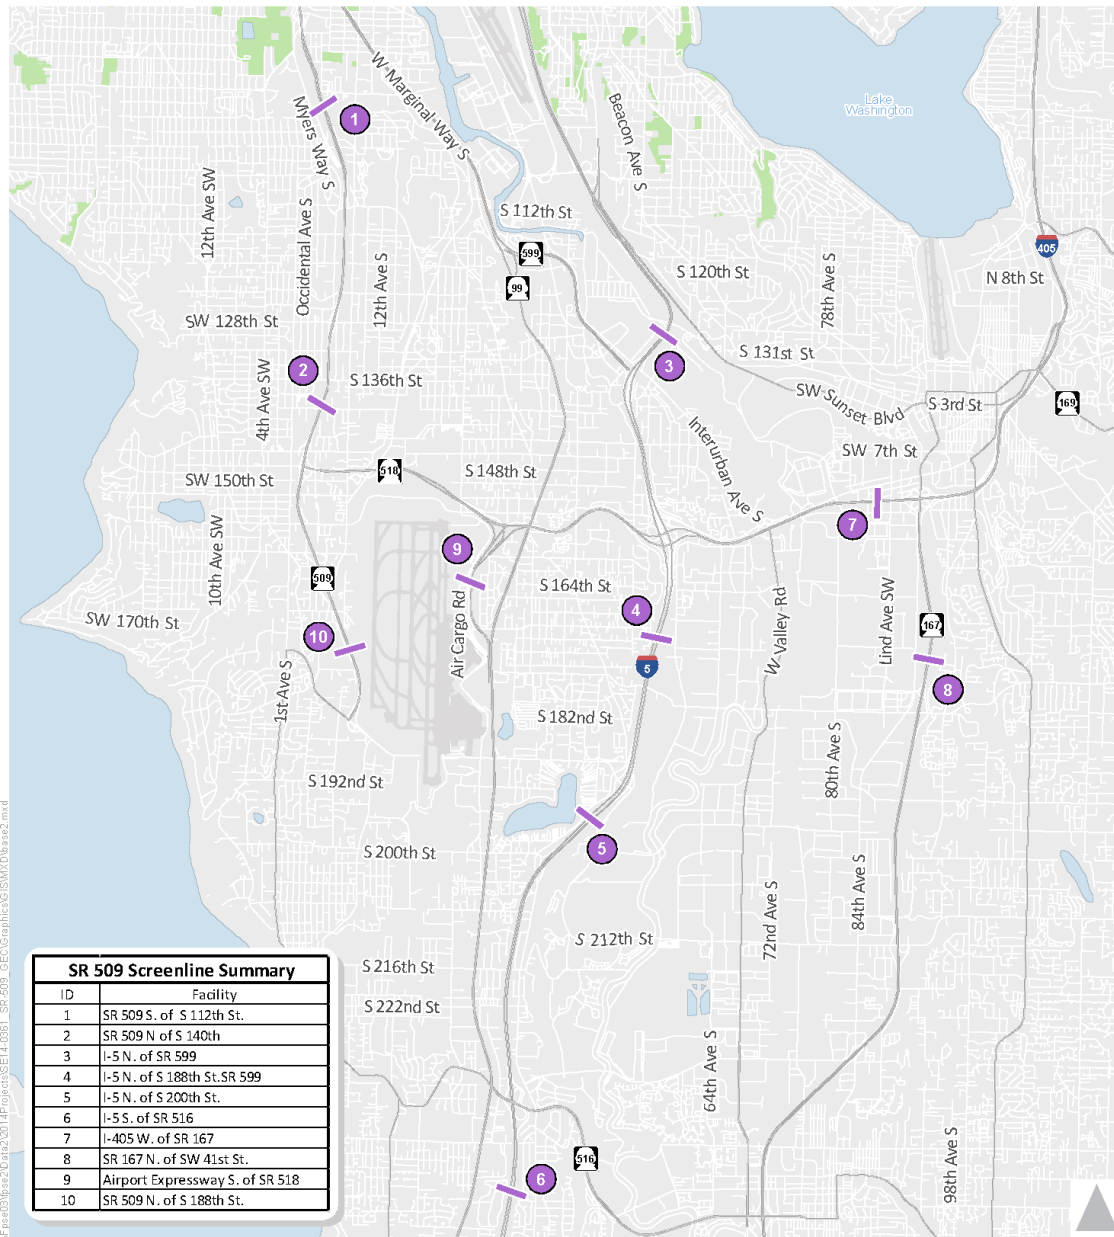 W Marginal Way S
Lake
Washington
Beacon Ave S
Myers Way S
1
12th Ave SW
S 112th St
Occidental Ave S
599
405
12th Ave S
S 120th St
78th Ave S
N 8th St
99
SW 128th St
3
S 131st St
2
S 136th St
4th Ave SW
SW Sunset Blvd
S 3rd St
169
Interurban Ave S
SW 7th St
518
S 148th St
SW 150th St
7
10th Ave SW
9
509
S 164th St
4
W Valley Rd
Lind Ave SW
SW 170th St
10
Air Cargo Rd
167
5
1st Ave S
8
S 182nd St
80th Ave S
S 192nd St
5
S 200th St
84th Ave S
72nd Ave S
S 212th St
S 216th St
S 222nd St
64th Ave S
98th Ave S
516
6
SR 509 Screenline Summary
ID Facility
1 SR 509 S. of S 112th St.
2 SR 509 N of S 140th
3 I-5 N. of SR 599
4 I-5 N. of S 188th St.SR 599
5 I-5 N. of S 200th St.
6 I-5 S. of SR 516
7 I-405 W. of SR 167
8 SR 167 N. of SW 41st St.
9 Airport Expressway S. of SR 518
10 SR 509 N. of S 188th St.